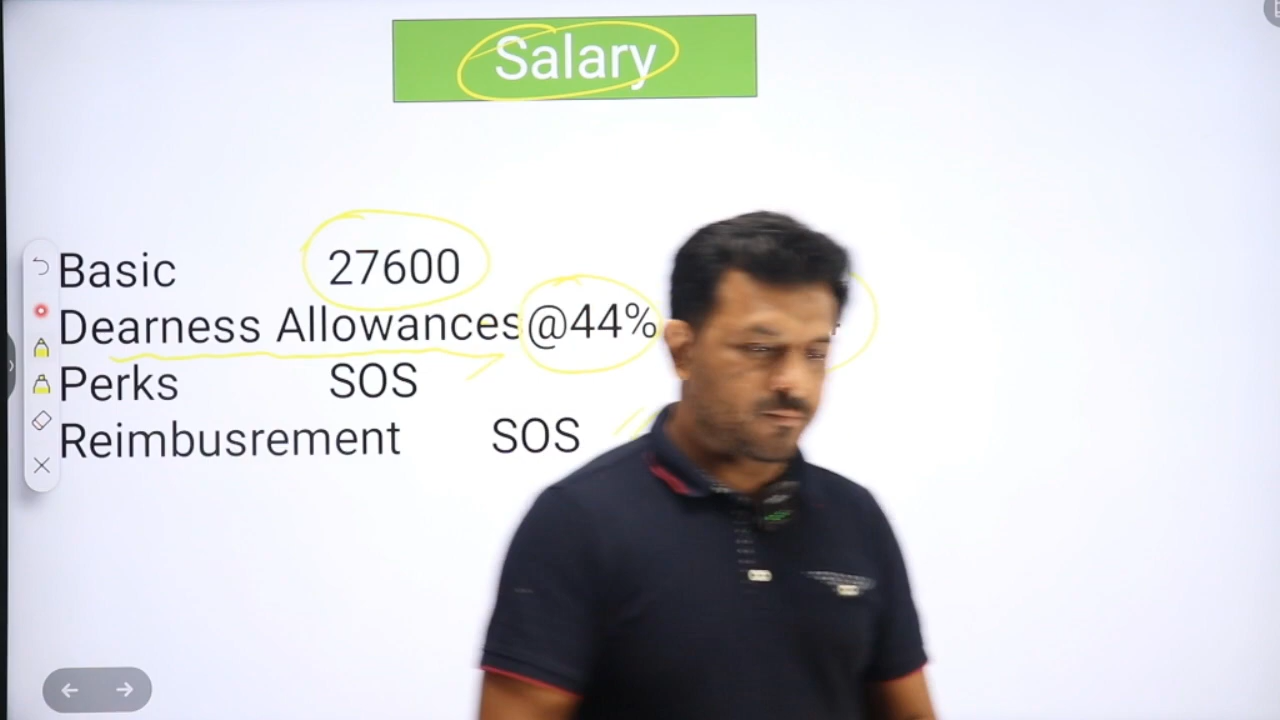 Salary
Basic 27600
Dearness Allowances @44%
Perks SOS
Reimbusrement SOS